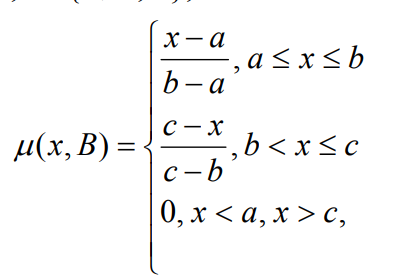 μ(x, B) = { (x − a)/(b − a), a ≤ x ≤ b
(c − x)/(c − b), b < x ≤ c
0, x < a, x > c,